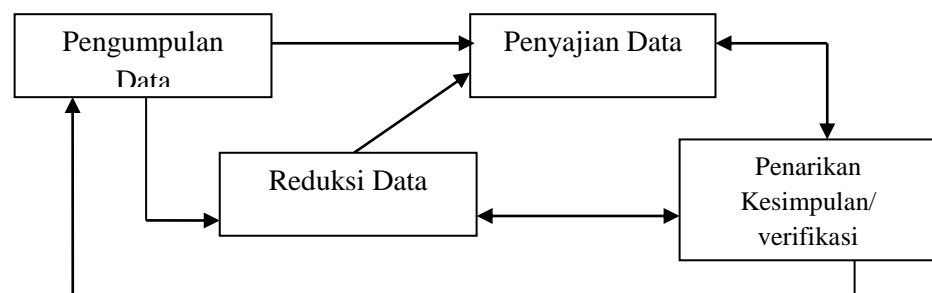 Pengumpulan
Data
Penyajian Data
Reduksi Data
Penarikan
Kesimpulan/
verifikasi